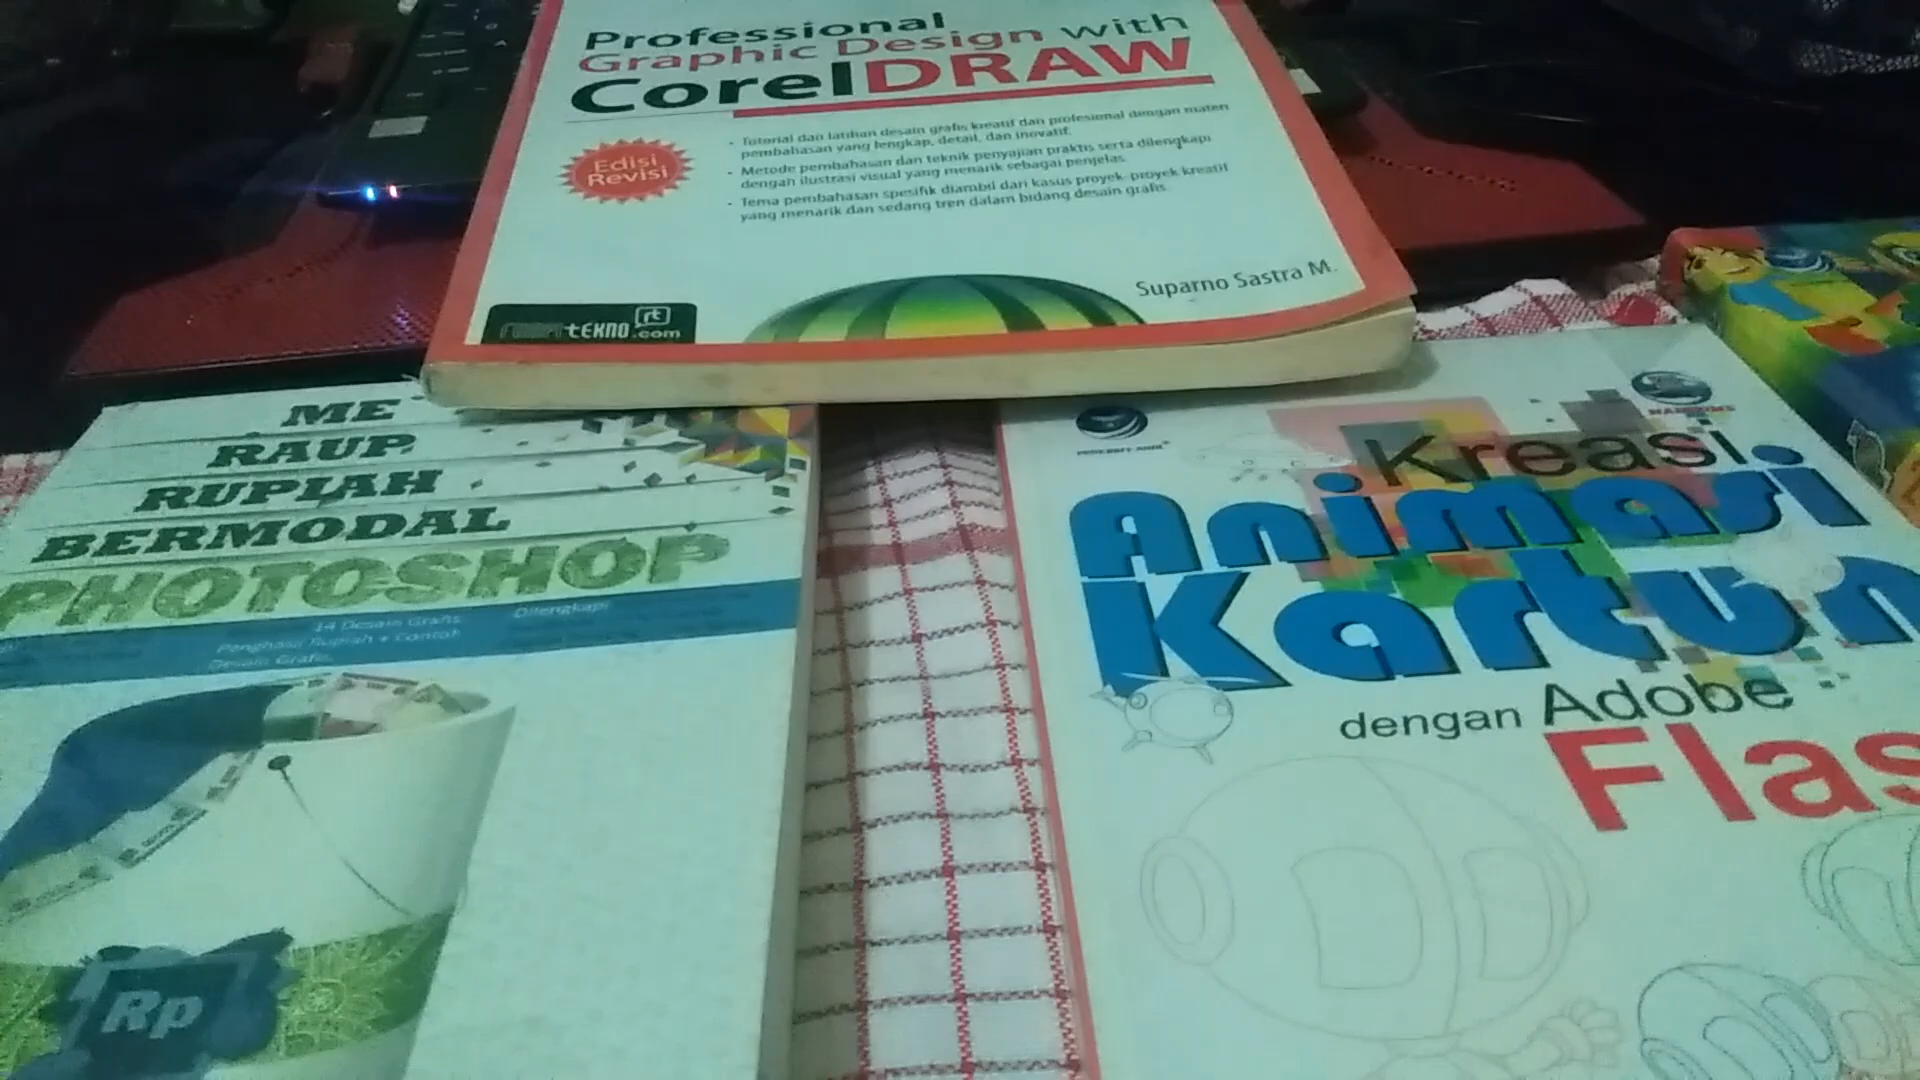 Professional
Graphic Design with
CorelDRAW
Edisi
Revisi
- Tutorial dan latihan desain grafis kreatif dan profesional dengan materi
pembahasan yang lengkap, detail, dan inovatif.
- Metode pembahasan dan teknik penyajian praktis serta dilengkapi
dengan ilustrasi visual yang menarik sebagai penjelas.
- Tema pembahasan spesifik diambil dari kasus proyek-proyek kreatif
yang menarik dan sedang tren dalam bidang desain grafis.
Suparno Sastra M.
rt
tekno.com
ME
RAUP
RUPIAH
BERMODAL
PHOTOSHOP
14 Desain Grafis
Penghasil Rupiah + Contoh
Desain Grafis
Dilengkapi
Rp
PENERBIT ANDI
Kreasi
Animasi
Kartun
dengan Adobe
Flas